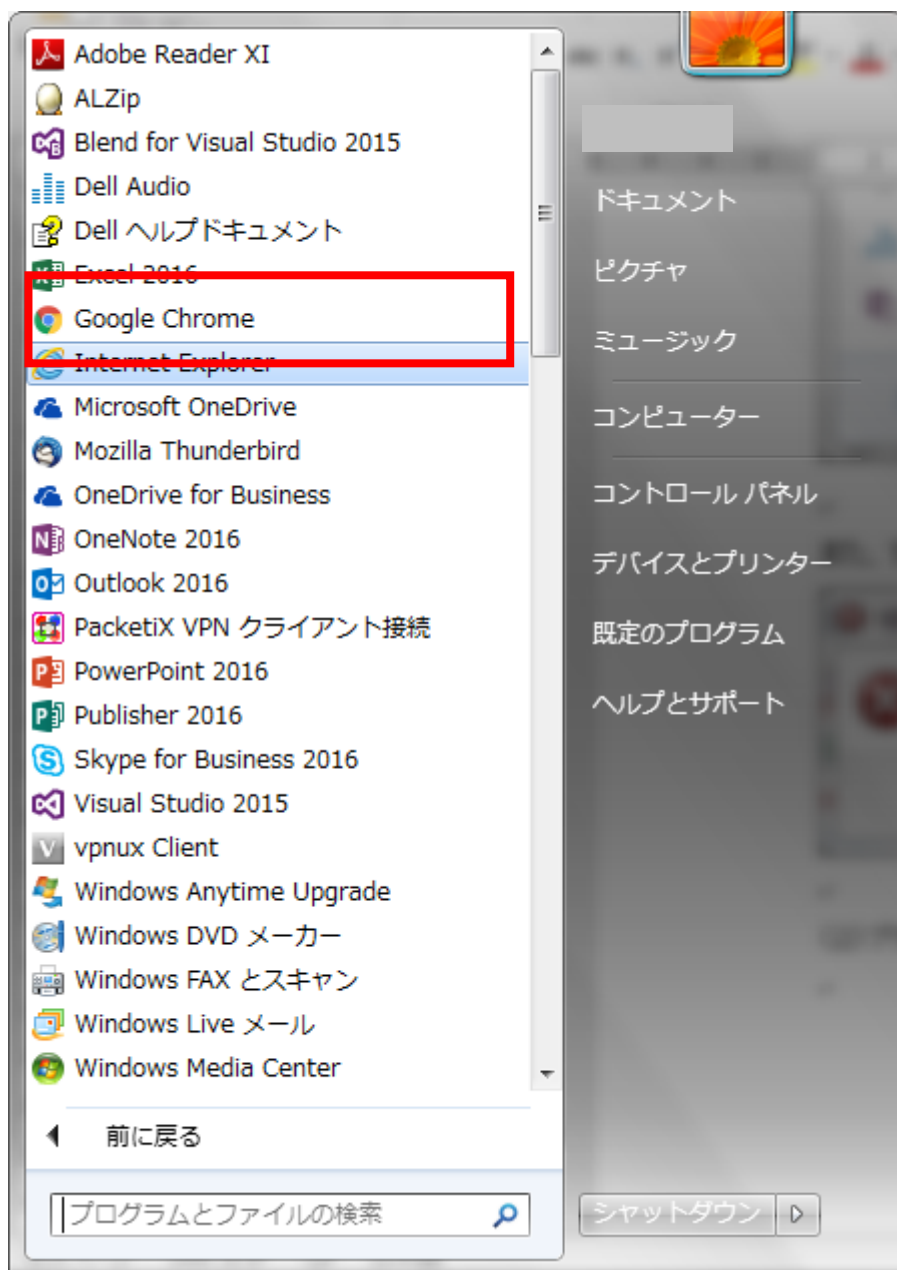 Adobe Reader XI
ALZip
Blend for Visual Studio 2015
Dell Audio
Dell ヘルプドキュメント
Excel 2016
Google Chrome
Internet Explorer
Microsoft OneDrive
Mozilla Thunderbird
OneDrive for Business
OneNote 2016
Outlook 2016
PacketiX VPN クライアント接続
PowerPoint 2016
Publisher 2016
Skype for Business 2016
Visual Studio 2015
vpnux Client
Windows Anytime Upgrade
Windows DVD メーカー
Windows FAX とスキャン
Windows Live メール
Windows Media Center
前に戻る
プログラムとファイルの検索
ドキュメント
ピクチャ
ミュージック
コンピューター
コントロール パネル
デバイスとプリンター
既定のプログラム
ヘルプとサポート
シャットダウン